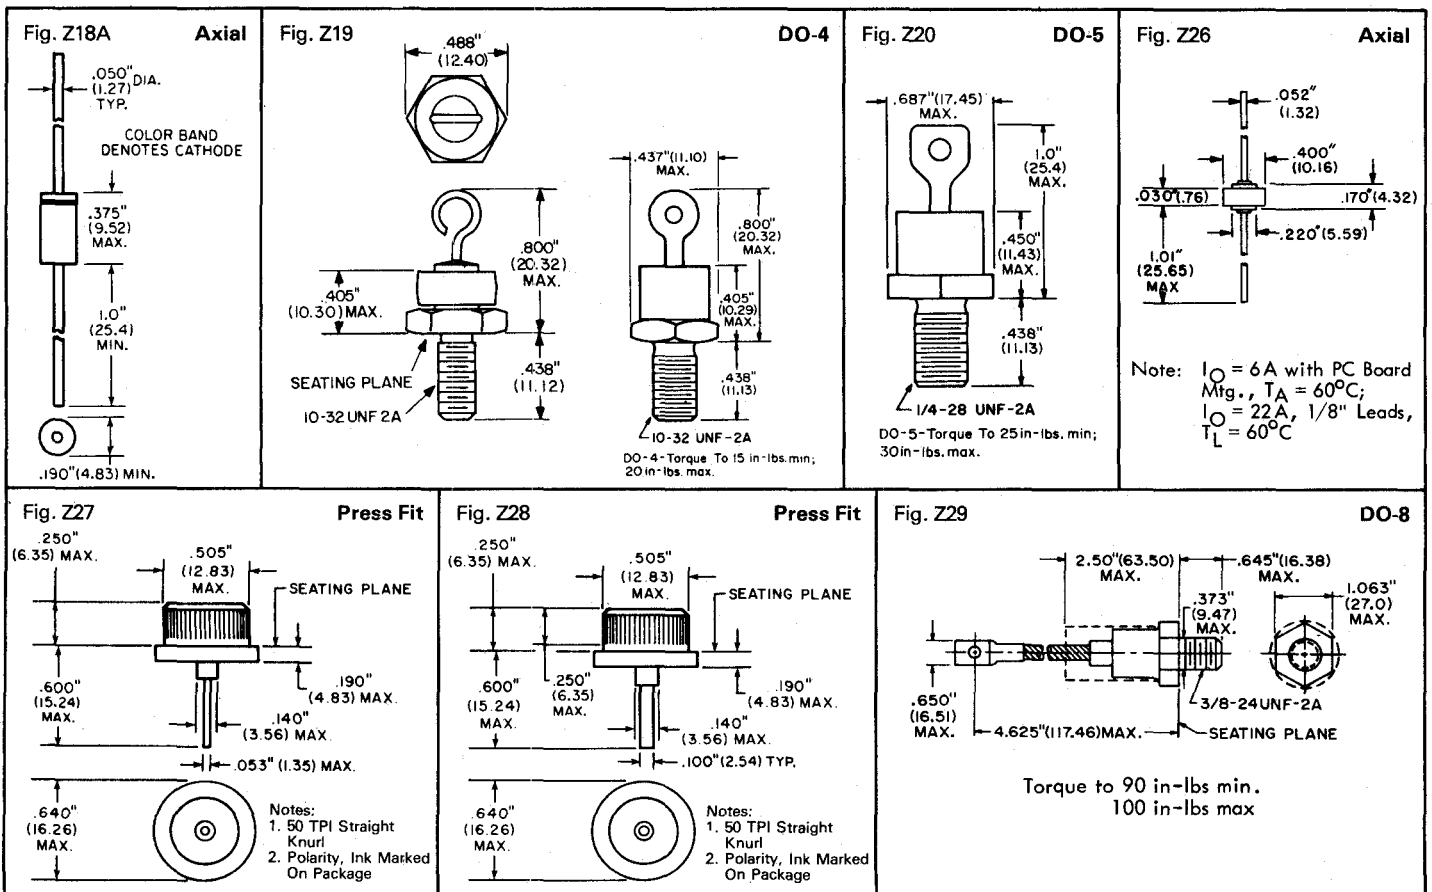 Fig. Z18A Axial
.050" DIA.
(1.27)
TYP.
COLOR BAND
DENOTES CATHODE
.375"
(9.52)
MAX.
1.0"
(25.4)
MIN.
.190"(4.83) MIN.
Fig. Z19 DO-4
.488"
(12.40)
.437"(11.10)
MAX.
.800"
(20.32)
MAX.
.405"
(10.30)MAX.
SEATING PLANE
.438"
(11.12)
10-32 UNF 2A
.800"
(20.32)
MAX.
.405"
(10.29)
MAX.
.438"
(11.13)
10-32 UNF-2A
DO-4-Torque To 15 in-lbs.min;
20in-lbs. max.
Fig. Z20 DO-5
.687"(17.45)
MAX.
1.0"
(25.4)
MAX.
.450"
(11.43)
MAX.
.438"
(11.13)
1/4-28 UNF-2A
DO-5-Torque To 25in-lbs. min;
30in-lbs. max.
Fig. Z26 Axial
.052"
(1.32)
.400"
(10.16)
.030"(.76)
.170"(4.32)
.220"(5.59)
1.01"
(25.65)
MAX
Note: IO = 6A with PC Board
Mtg., TA = 60°C;
IO = 22A, 1/8" Leads,
TL = 60°C
Fig. Z27 Press Fit
.250"
(6.35) MAX.
.505"
(12.83)
MAX.
SEATING PLANE
.600"
(15.24)
MAX.
.190"
(4.83) MAX.
.140"
(3.56) MAX.
.053" (1.35) MAX.
.640"
(16.26)
MAX.
Notes:
1. 50 TPI Straight
Knurl
2. Polarity, Ink Marked
On Package
Fig. Z28 Press Fit
.250"
(6.35) MAX.
.505"
(12.83)
MAX.
SEATING PLANE
.600"
(15.24)
MAX.
.250"
(6.35)
MAX.
.190"
(4.83) MAX.
.140"
(3.56) MAX.
.100"(2.54) TYP.
.640"
(16.26)
MAX.
Notes:
1. 50 TPI Straight
Knurl
2. Polarity, Ink Marked
On Package
Fig. Z29 DO-8
2.50"(63.50)
MAX.
.645"(16.38)
MAX.
1.063"
(27.0)
MAX.
.373"
(9.47)
MAX.
.650"
(16.51)
MAX.
3/8-24UNF-2A
4.625"(117.46)MAX.
SEATING PLANE
Torque to 90 in-lbs min.
100 in-lbs max